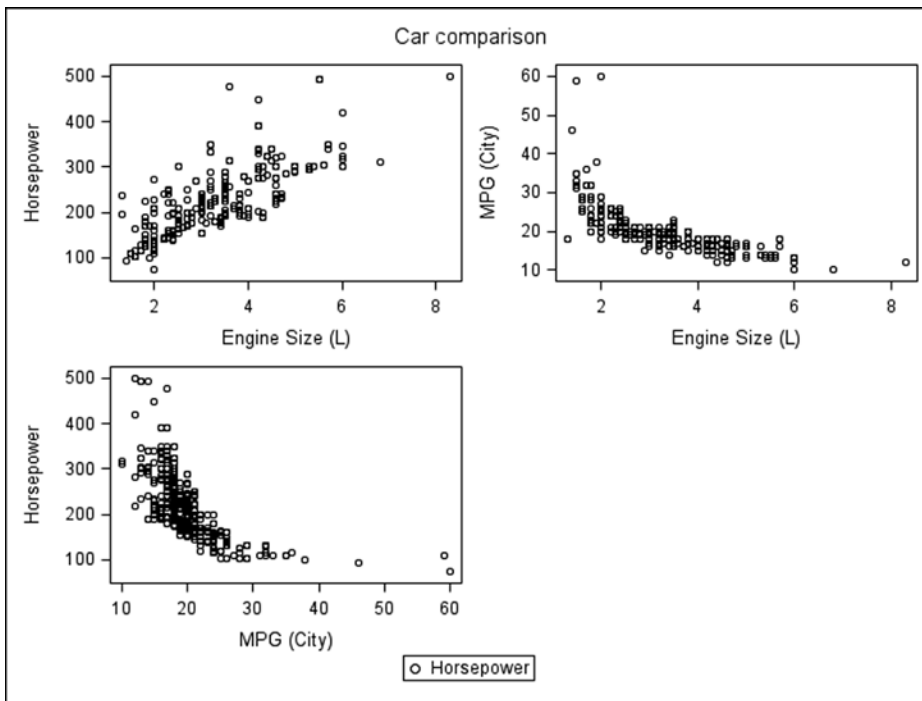 Car comparison
500
400
300
200
100
Horsepower
2 4 6 8
Engine Size (L)
60
50
40
30
20
10
MPG (City)
2 4 6 8
Engine Size (L)
500
400
300
200
100
Horsepower
10 20 30 40 50 60
MPG (City)
Horsepower